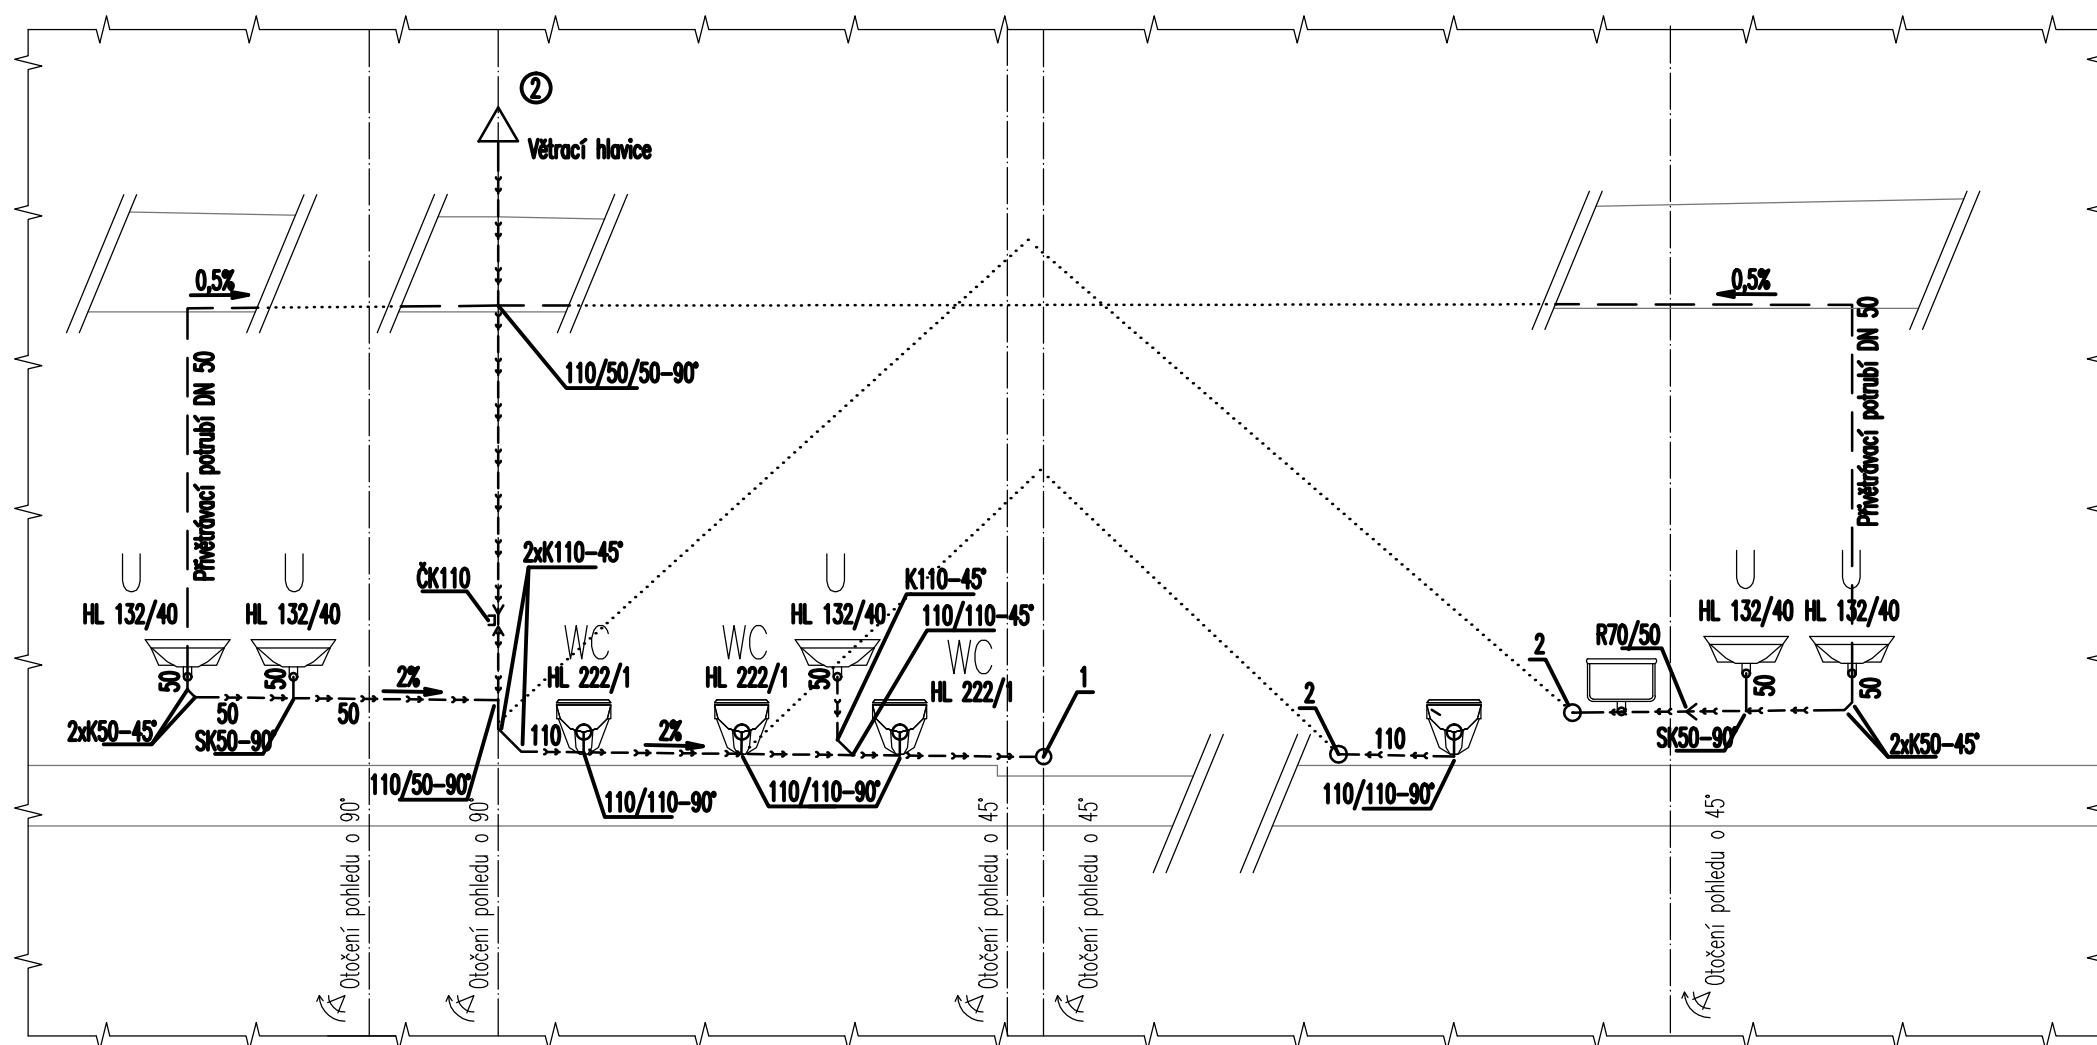 2
Větrací hlavice
0,5%
0,5%
110/50/50-90°
Přivětrávací potrubí DN 50
Přivětrávací potrubí DN 50
2xK110-45°
ČK110
K110-45°
110/110-45°
HL 132/40
HL 132/40
HL 132/40
HL 132/40
HL 132/40
WC
WC
WC
HL 222/1
HL 222/1
HL 222/1
R70/50
2
1
2
50
50
50
50
50
2%
50
50
110
2%
110
2xK50-45°
SK50-90°
SK50-90°
2xK50-45°
110/50-90°
110/110-90°
110/110-90°
110/110-90°
Otočení pohledu o 90°
Otočení pohledu o 90°
Otočení pohledu o 45°
Otočení pohledu o 45°
Otočení pohledu o 45°